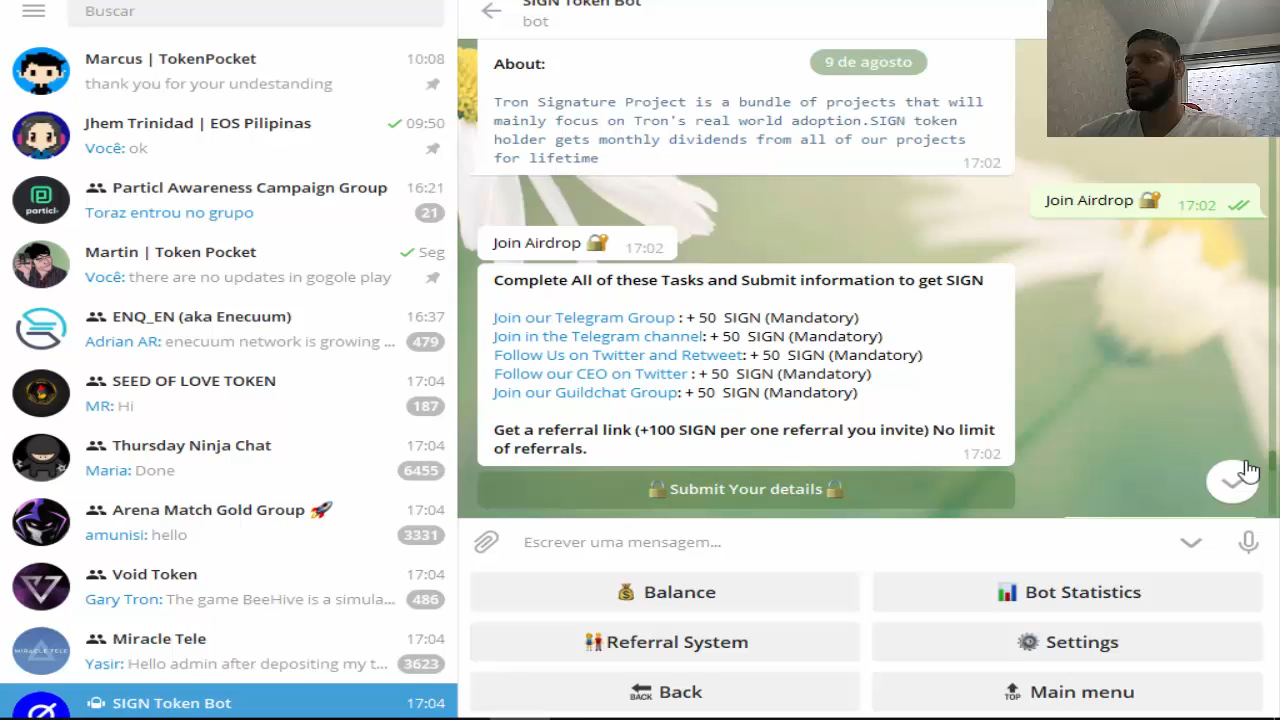 Buscar
Marcus | TokenPocket
10:08
thank you for your undestanding
Jhem Trinidad | EOS Pilipinas
09:50
Você: ok
Particl Awareness Campaign Group
16:21
particl
Toraz entrou no grupo
21
Martin | Token Pocket
Seg
Você: there are no updates in gogole play
ENQ_EN (aka Enecuum)
16:37
Adrian AR: enecuum network is growing ...
479
SEED OF LOVE TOKEN
17:04
MR: Hi
187
Thursday Ninja Chat
17:04
Maria: Done
6455
Arena Match Gold Group 🚀
17:04
amunisi: hello
3331
Void Token
17:04
Gary Tron: The game BeeHive is a simula...
486
Miracle Tele
17:04
MIRACLE TELE
Yasir: Hello admin after depositing my t...
3623
SIGN Token Bot
17:04
SIGN Token Bot
bot
9 de agosto
About:
Tron Signature Project is a bundle of projects that will
mainly focus on Tron's real world adoption.SIGN token
holder gets monthly dividends from all of our projects
for lifetime
17:02
Join Airdrop 🔐
17:02
Join Airdrop 🔐
17:02
Complete All of these Tasks and Submit information to get SIGN
Join our Telegram Group : + 50 SIGN (Mandatory)
Join in the Telegram channel: + 50 SIGN (Mandatory)
Follow Us on Twitter and Retweet: + 50 SIGN (Mandatory)
Follow our CEO on Twitter : + 50 SIGN (Mandatory)
Join our Guildchat Group: + 50 SIGN (Mandatory)
Get a referral link (+100 SIGN per one referral you invite) No limit
of referrals.
17:02
🔒Submit Your details🔒
Escrever uma mensagem...
💰 Balance
📊 Bot Statistics
👫Referral System
⚙ Settings
🔙 Back
🔝 Main menu